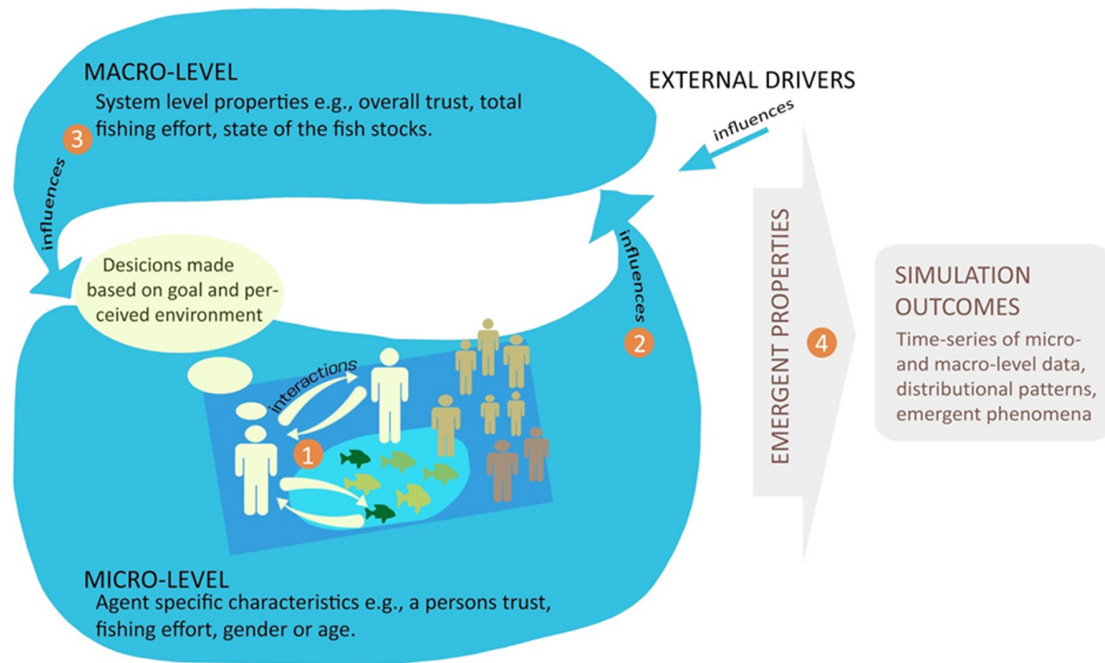 MACRO-LEVEL
System level properties e.g., overall trust, total
fishing effort, state of the fish stocks.
3
influences
EXTERNAL DRIVERS
influences
Desicions made
based on goal and per-
ceived environment
influences
2
interactions
1
EMERGENT PROPERTIES
4
SIMULATION
OUTCOMES
Time-series of micro-
and macro-level data,
distributional patterns,
emergent phenomena
MICRO-LEVEL
Agent specific characteristics e.g., a persons trust,
fishing effort, gender or age.